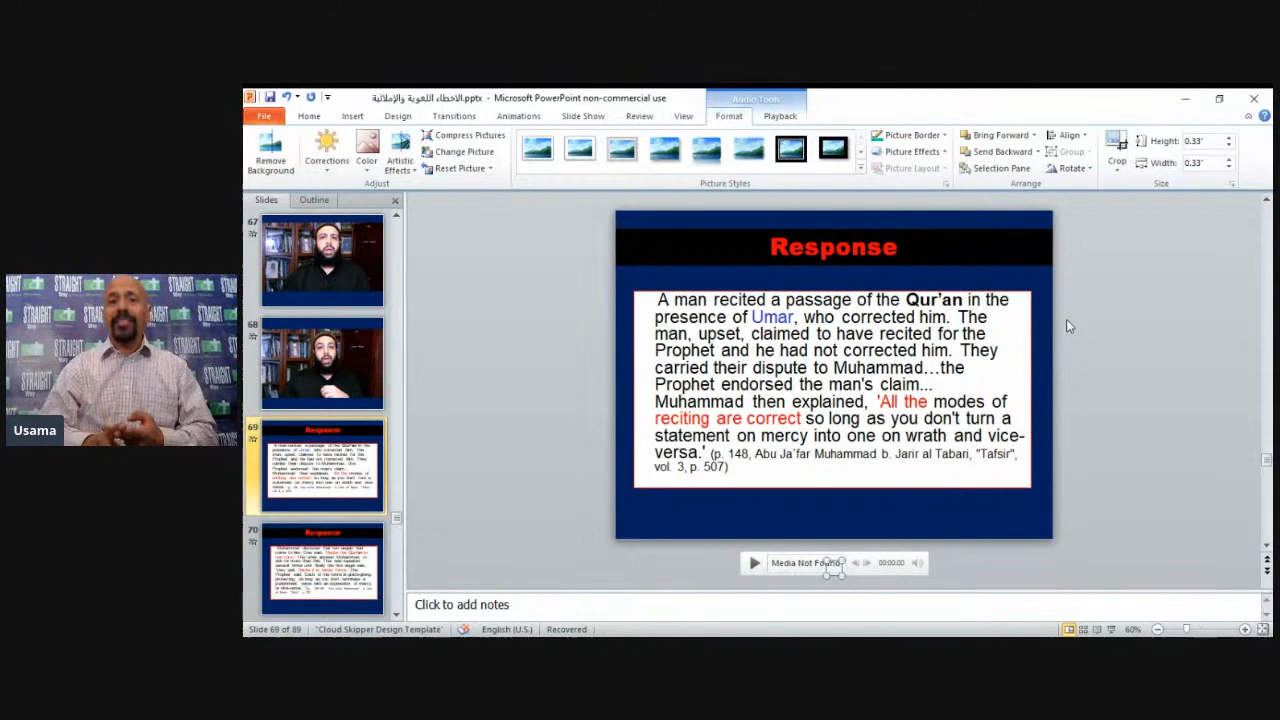 الاخطاء اللغوية والإملائية.pptx - Microsoft PowerPoint non-commercial use
Audio Tools
File Home Insert Design Transitions Animations Slide Show Review View Format Playback
Remove Background
Corrections
Color
Artistic Effects
Compress Pictures
Change Picture
Reset Picture
Adjust
Picture Styles
Picture Border
Picture Effects
Picture Layout
Bring Forward
Send Backward
Selection Pane
Align
Group
Rotate
Arrange
Crop
Height: 0.33"
Width: 0.33"
Size
Slides Outline
67
68
69
70
STRAIGHT
Way
Usama
Response
A man recited a passage of the Qur'an in the
presence of Umar, who corrected him. The
man, upset, claimed to have recited for the
Prophet and he had not corrected him. They
carried their dispute to Muhammad…the
Prophet endorsed the man's claim...
Muhammad then explained, 'All the modes of
reciting are correct so long as you don't turn a
statement on mercy into one on wrath and vice-
versa.' (p. 148, Abu Ja'far Muhammad b. Jarir al Tabari, "Tafsir",
vol. 3, p. 507)
Media Not Found
00:00.00
Click to add notes
Slide 69 of 89 "Cloud Skipper Design Template" English (U.S.) Recovered 60%